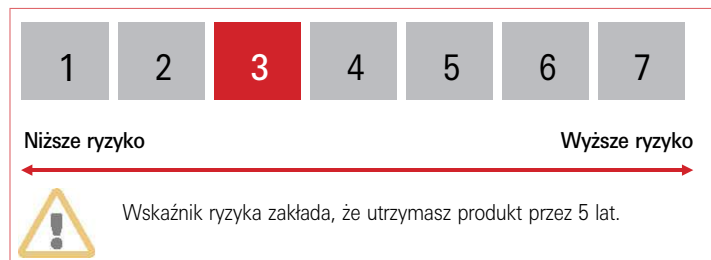 1 2 3 4 5 6 7
Niższe ryzyko Wyższe ryzyko
Wskaźnik ryzyka zakłada, że utrzymasz produkt przez 5 lat.